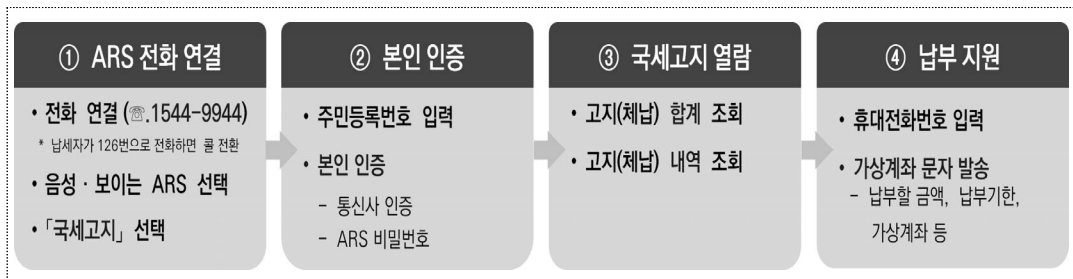 ① ARS 전화 연결
• 전화 연결 (☏.1544-9944)
* 납세자가 126번으로 전화하면 콜 전환
• 음성 · 보이는 ARS 선택
• 「국세고지」 선택
② 본인 인증
• 주민등록번호 입력
• 본인 인증
- 통신사 인증
- ARS 비밀번호
③ 국세고지 열람
• 고지(체납) 합계 조회
• 고지(체납) 내역 조회
④ 납부 지원
• 휴대전화번호 입력
• 가상계좌 문자 발송
- 납부할 금액, 납부기한,
가상계좌 등